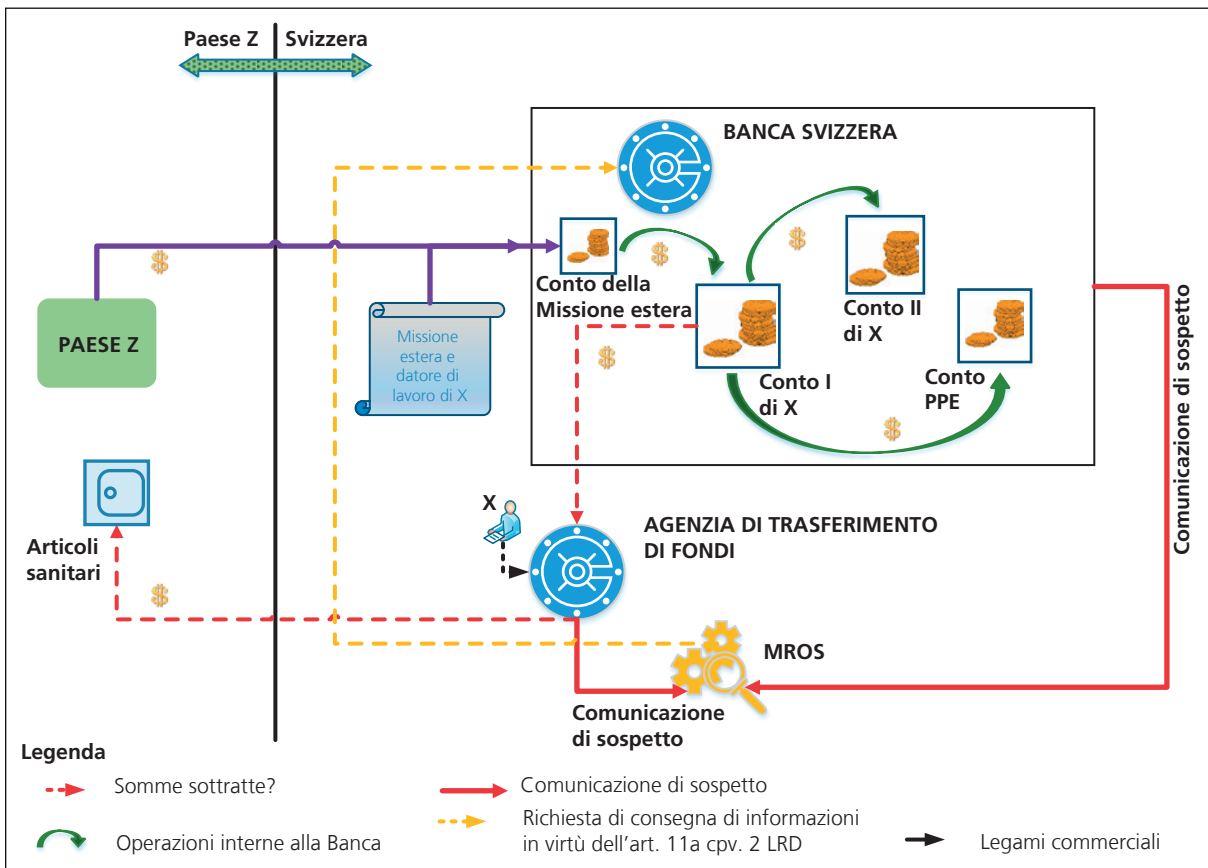 Paese Z
Svizzera
BANCA SVIZZERA
$
$
$
Conto della
Missione estera
Conto II
di X
PAESE Z
Missione
estera e
datore di
lavoro di X
$
Conto I
di X
Conto
PPE
$
Comunicazione di sospetto
X
AGENZIA DI TRASFERIMENTO
DI FONDI
Articoli
sanitari
$
MROS
Comunicazione
di sospetto
Legenda
Somme sottratte?
Comunicazione di sospetto
Operazioni interne alla Banca
Richiesta di consegna di informazioni
in virtù dell'art. 11a cpv. 2 LRD
Legami commerciali